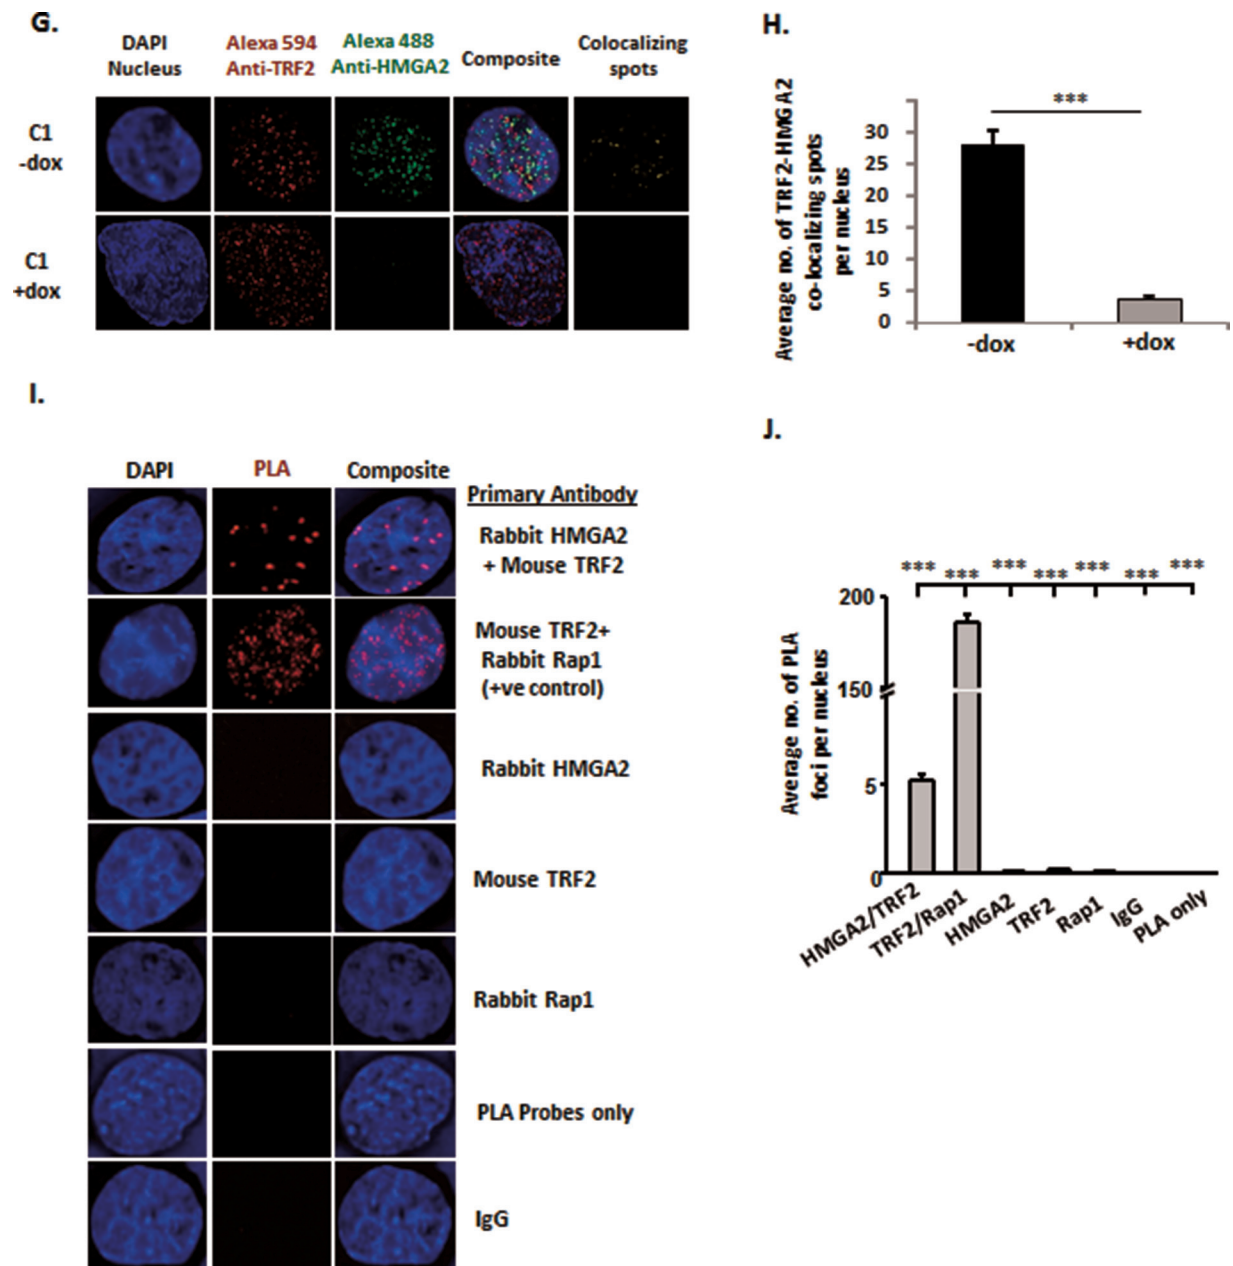 G.
DAPI
Nucleus
Alexa 594
Anti-TRF2
Alexa 488
Anti-HMGA2
Composite
Colocalizing
spots
C1
-dox
C1
+dox
H.
Average no. of TRF2-HMGA2
co-localizing spots
per nucleus
***
30
25
20
15
10
5
0
-dox
+dox
I.
DAPI
PLA
Composite
Primary Antibody
Rabbit HMGA2
+ Mouse TRF2
Mouse TRF2+
Rabbit Rap1
(+ve control)
Rabbit HMGA2
Mouse TRF2
Rabbit Rap1
PLA Probes only
IgG
J.
*** *** *** *** *** *** ***
Average no. of PLA
foci per nucleus
200
150
5
0
HMGA2/TRF2
TRF2/Rap1
HMGA2
TRF2
Rap1
IgG
PLA only